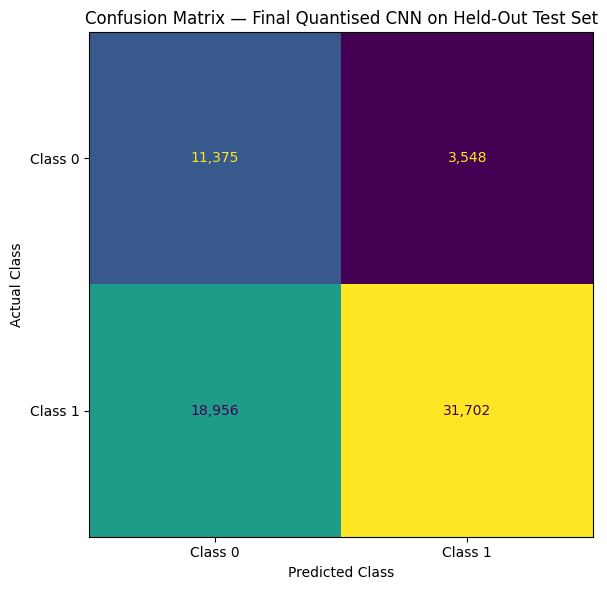 Confusion Matrix — Final Quantised CNN on Held-Out Test Set
Actual Class
Class 0
11,375
3,548
Class 1
18,956
31,702
Class 0
Class 1
Predicted Class